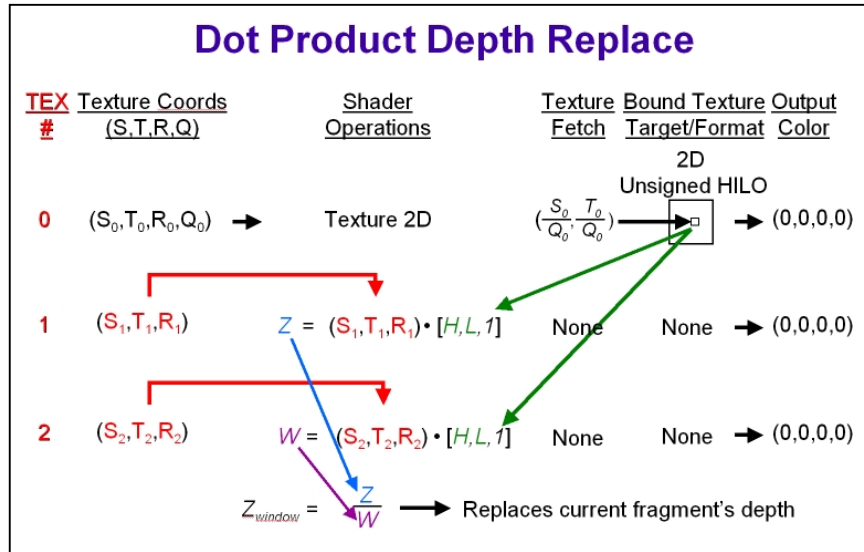 Dot Product Depth Replace
TEX # Texture Coords (S,T,R,Q) Shader Operations Texture Fetch Bound Texture Target/Format Output Color
2D
Unsigned HILO
0 (S₀,T₀,R₀,Q₀) Texture 2D (S₀/Q₀, T₀/Q₀) (0,0,0,0)
1 (S₁,T₁,R₁) Z = (S₁,T₁,R₁) • [H,L,1] None None (0,0,0,0)
2 (S₂,T₂,R₂) W = (S₂,T₂,R₂) • [H,L,1] None None (0,0,0,0)
Zwindow = Z/W Replaces current fragment's depth